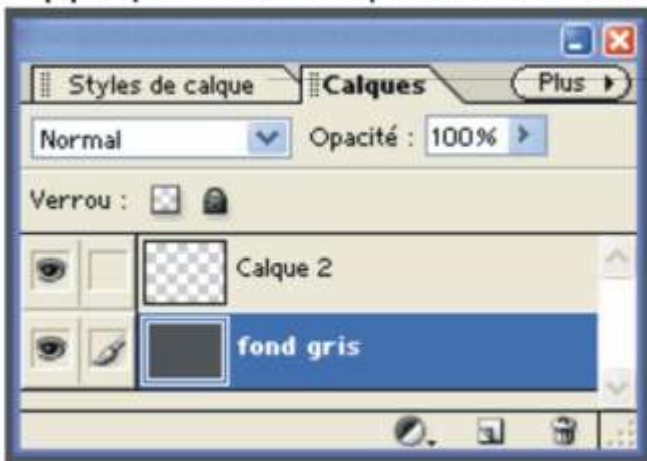 Styles de calque Calques Plus
Normal Opacité : 100%
Verrou :
Calque 2
fond gris